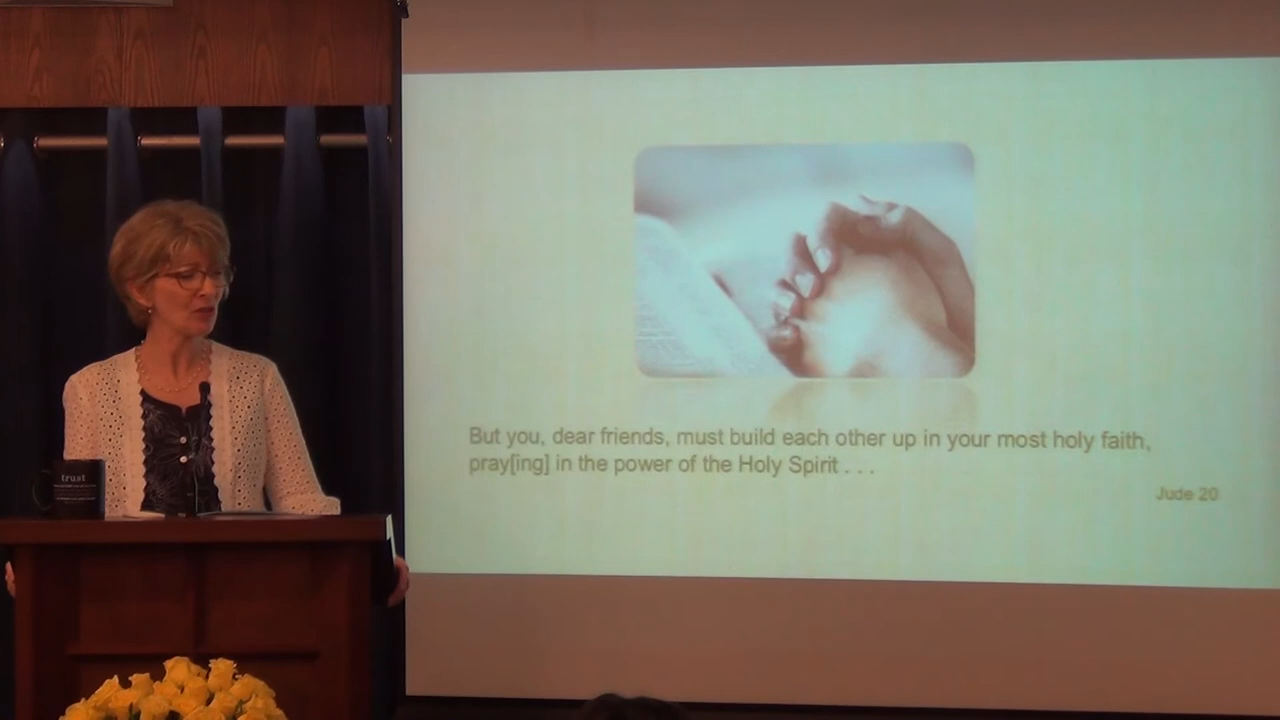 trust
But you, dear friends, must build each other up in your most holy faith,
pray[ing] in the power of the Holy Spirit . . .
Jude 20